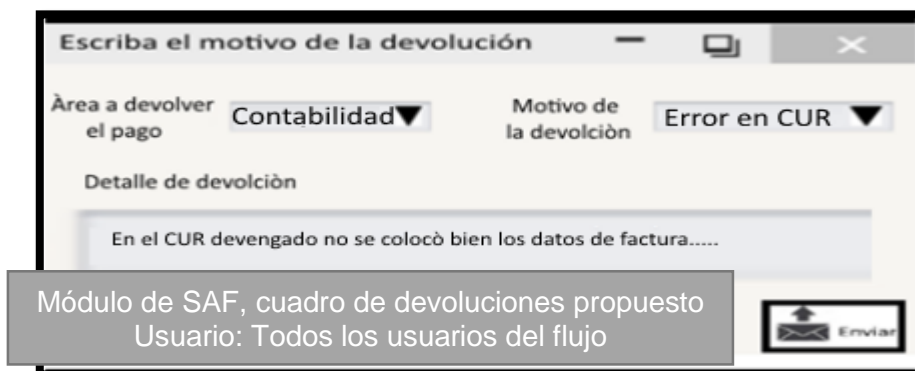 Escriba el motivo de la devolución
Àrea a devolver
el pago
Contabilidad
Motivo de
la devolciòn
Error en CUR
Detalle de devolciòn
En el CUR devengado no se colocò bien los datos de factura.....
Módulo de SAF, cuadro de devoluciones propuesto
Usuario: Todos los usuarios del flujo
Enviar